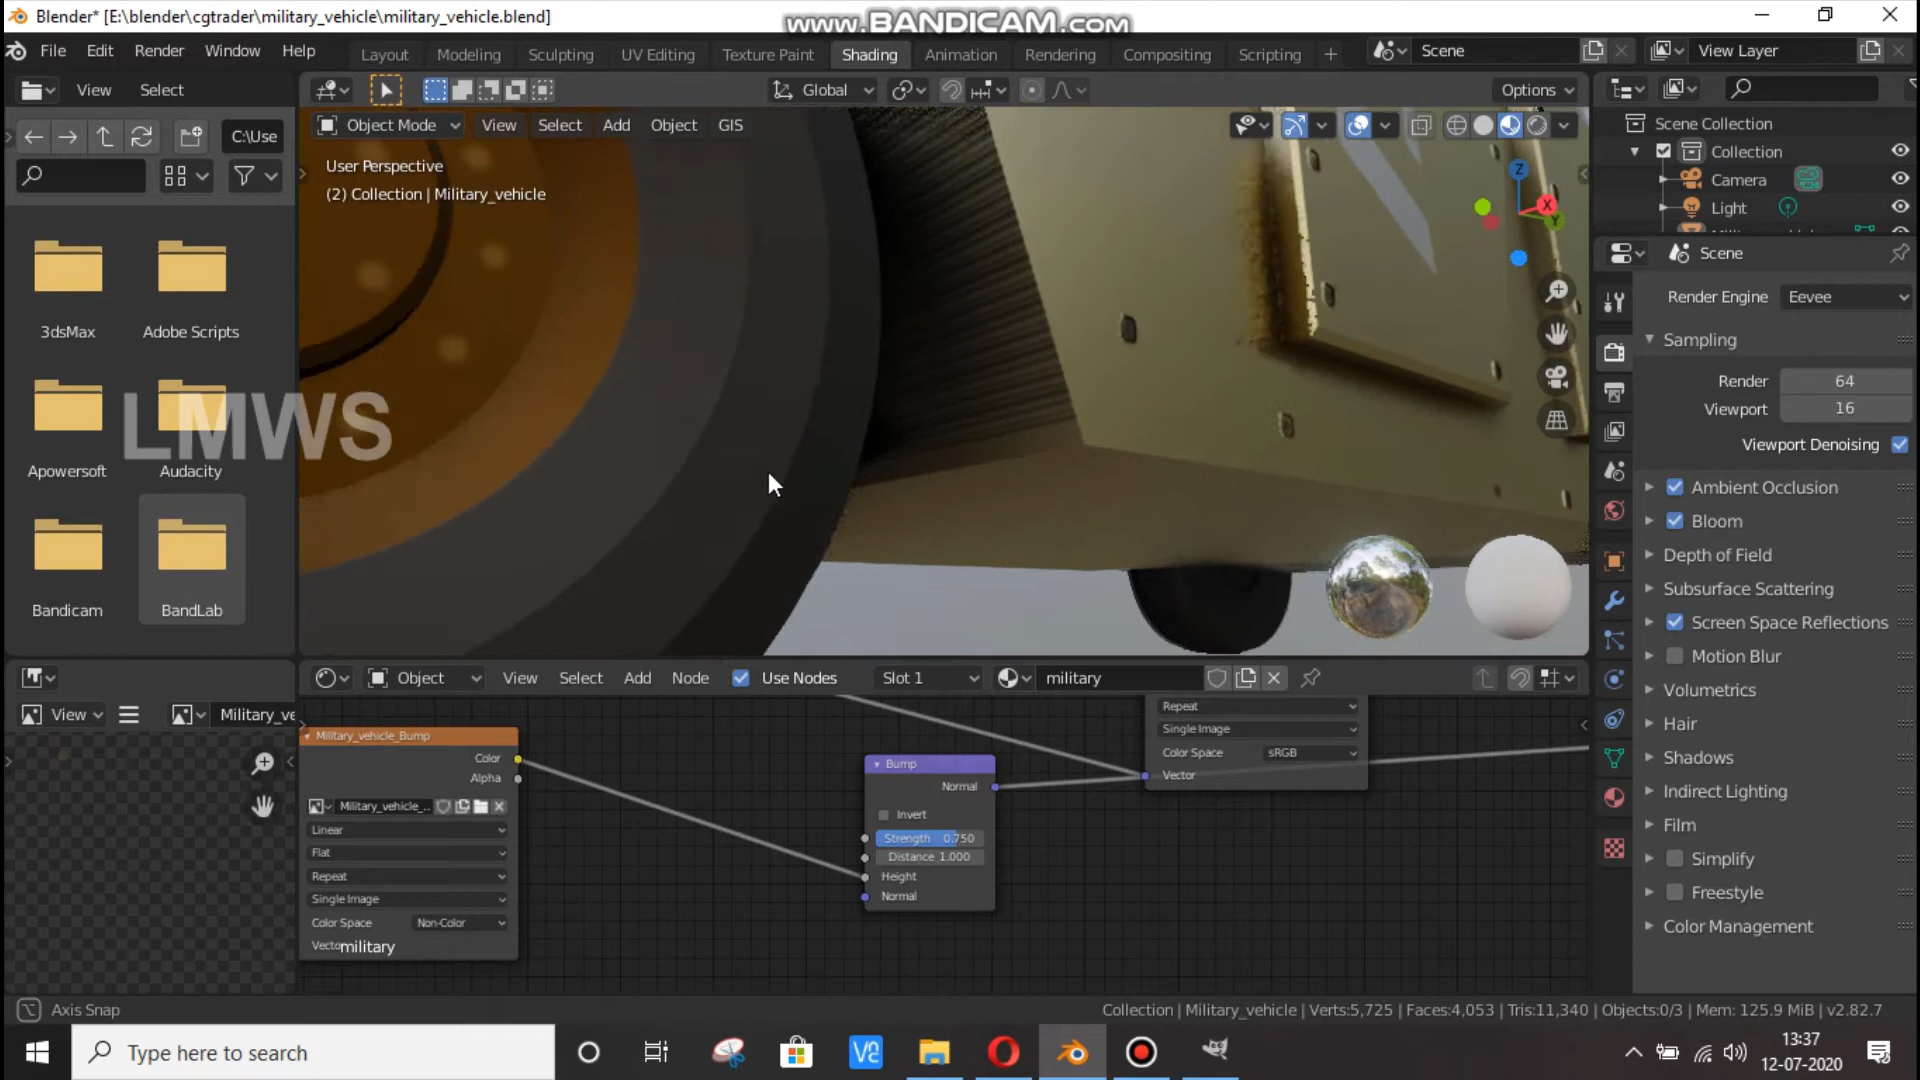 Blender* [E:\blender\cgtrader\military_vehicle\military_vehicle.blend]
www.BANDICAM.com
File Edit Render Window Help
Layout Modeling Sculpting UV Editing Texture Paint Shading Animation Rendering Compositing Scripting +
Scene
View Layer
View Select
Global
Options
C:\Use
Object Mode View Select Add Object GIS
User Perspective
(2) Collection | Military_vehicle
Z
X
Y
Scene Collection
Collection
Camera
Light
Scene
Render Engine Eevee
Sampling
Render 64
Viewport 16
Viewport Denoising
Ambient Occlusion
Bloom
Depth of Field
Subsurface Scattering
Screen Space Reflections
Motion Blur
Volumetrics
Hair
Shadows
Indirect Lighting
Film
Simplify
Freestyle
Color Management
3dsMax
Adobe Scripts
LMWS
Apowersoft
Audacity
Bandicam
BandLab
Object View Select Add Node Use Nodes Slot 1 military
View
Military_ve
Military_vehicle_Bump
Color
Alpha
Military_vehicle_..
Linear
Flat
Repeat
Single Image
Color Space Non-Color
military
Bump
Normal
Invert
Strength 0.750
Distance 1.000
Height
Normal
Repeat
Single Image
Color Space sRGB
Vector
Axis Snap
Collection | Military_vehicle | Verts:5,725 | Faces:4,053 | Tris:11,340 | Objects:0/3 | Mem: 125.9 MiB | v2.82.7
Type here to search
13:37
12-07-2020